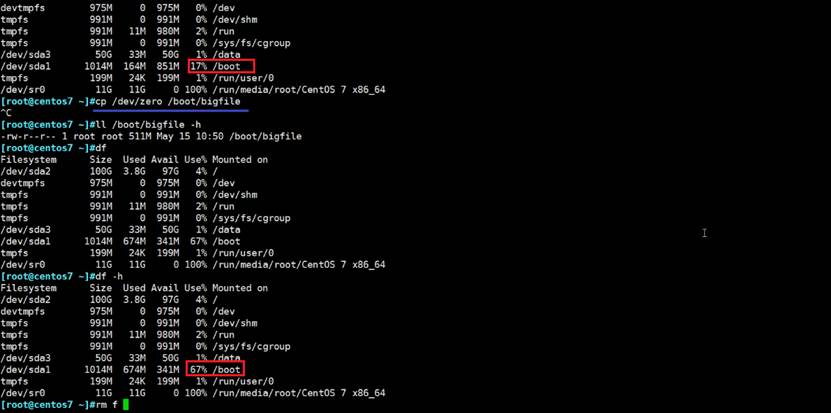 devtmpfs 975M 0 975M 0% /dev
tmpfs 991M 0 991M 0% /dev/shm
tmpfs 991M 11M 980M 2% /run
tmpfs 991M 0 991M 0% /sys/fs/cgroup
/dev/sda3 50G 33M 50G 1% /data
/dev/sda1 1014M 164M 851M 17% /boot
tmpfs 199M 24K 199M 1% /run/user/0
/dev/sr0 11G 11G 0 100% /run/media/root/CentOS 7 x86_64
[root@centos7 ~]#cp /dev/zero /boot/bigfile
^C
[root@centos7 ~]#ll /boot/bigfile -h
-rw-r--r-- 1 root root 511M May 15 10:50 /boot/bigfile
[root@centos7 ~]#df
Filesystem Size Used Avail Use% Mounted on
/dev/sda2 100G 3.8G 97G 4% /
devtmpfs 975M 0 975M 0% /dev
tmpfs 991M 0 991M 0% /dev/shm
tmpfs 991M 11M 980M 2% /run
tmpfs 991M 0 991M 0% /sys/fs/cgroup
/dev/sda3 50G 33M 50G 1% /data
/dev/sda1 1014M 674M 341M 67% /boot
tmpfs 199M 24K 199M 1% /run/user/0
/dev/sr0 11G 11G 0 100% /run/media/root/CentOS 7 x86_64
[root@centos7 ~]#df -h
Filesystem Size Used Avail Use% Mounted on
/dev/sda2 100G 3.8G 97G 4% /
devtmpfs 975M 0 975M 0% /dev
tmpfs 991M 0 991M 0% /dev/shm
tmpfs 991M 11M 980M 2% /run
tmpfs 991M 0 991M 0% /sys/fs/cgroup
/dev/sda3 50G 33M 50G 1% /data
/dev/sda1 1014M 674M 341M 67% /boot
tmpfs 199M 24K 199M 1% /run/user/0
/dev/sr0 11G 11G 0 100% /run/media/root/CentOS 7 x86_64
[root@centos7 ~]#rm f